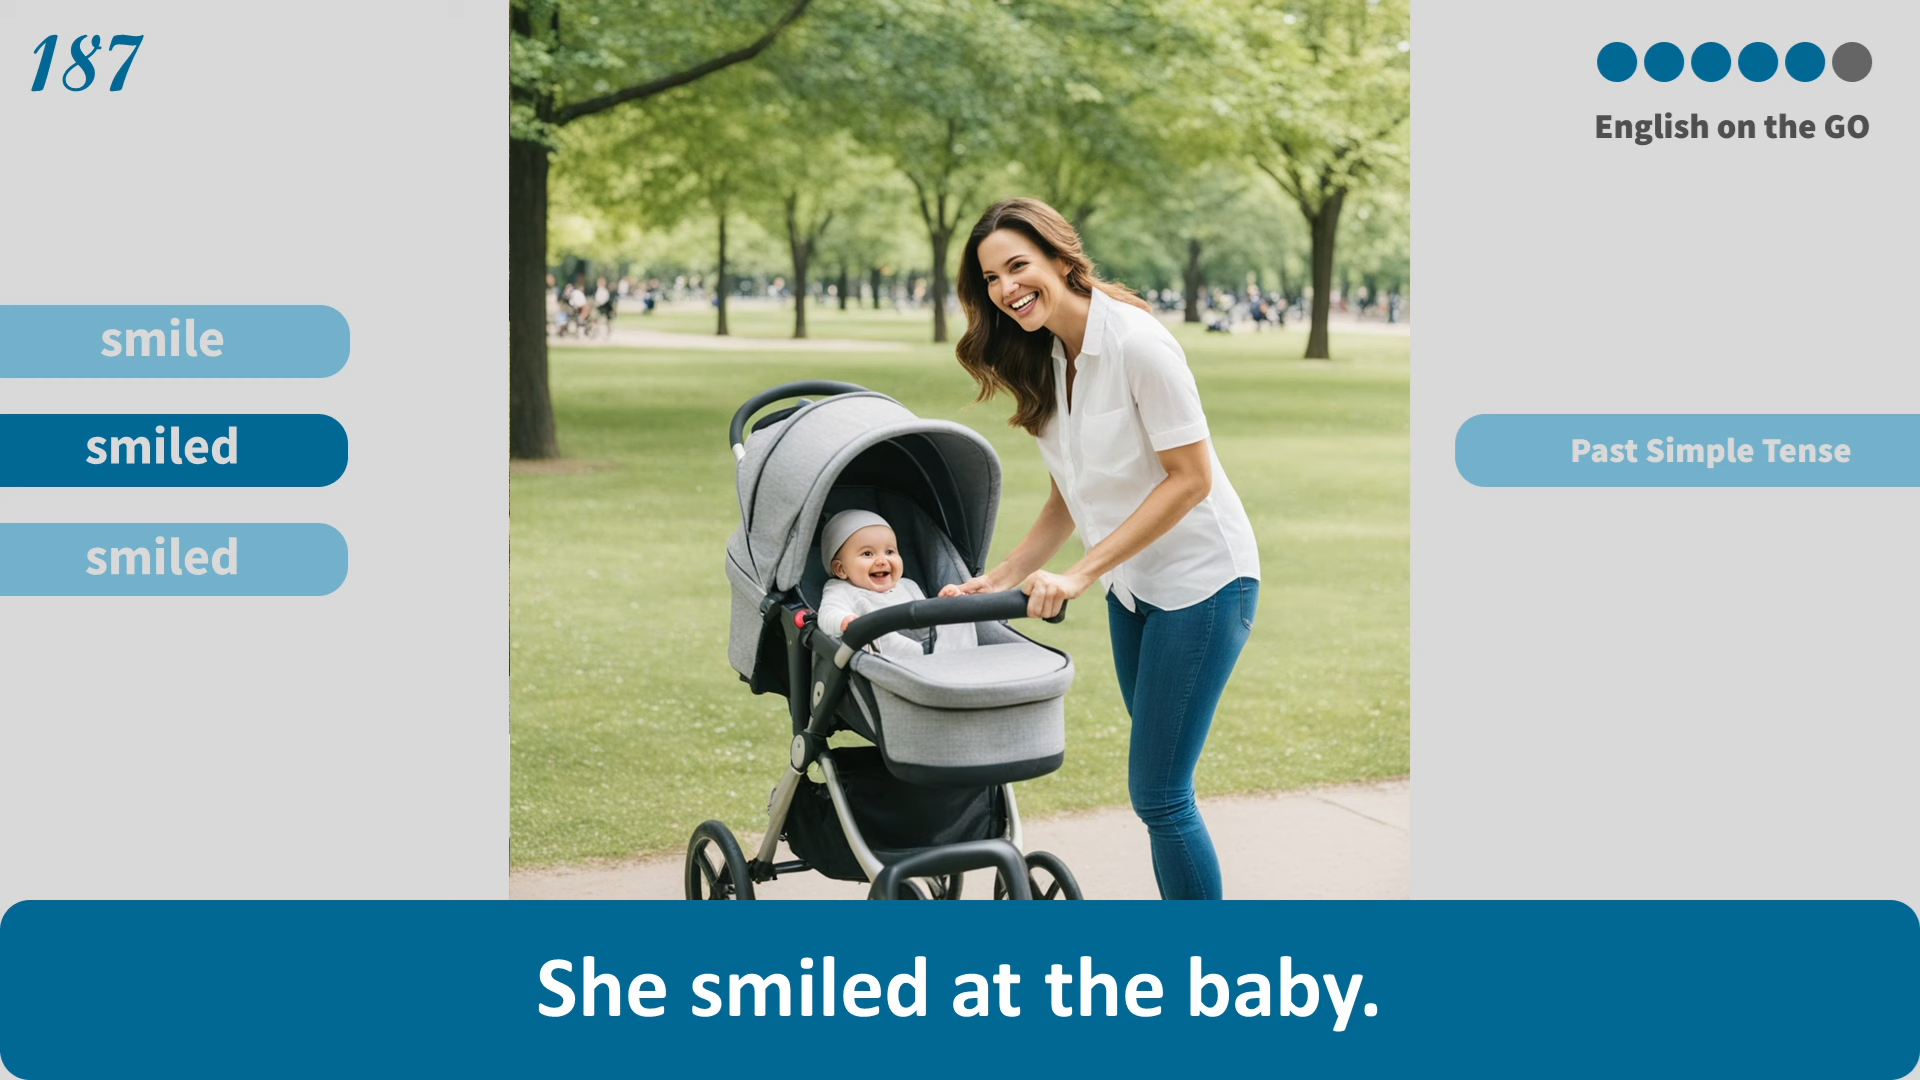 187
English on the GO
smile
smiled
smiled
Past Simple Tense
She smiled at the baby.